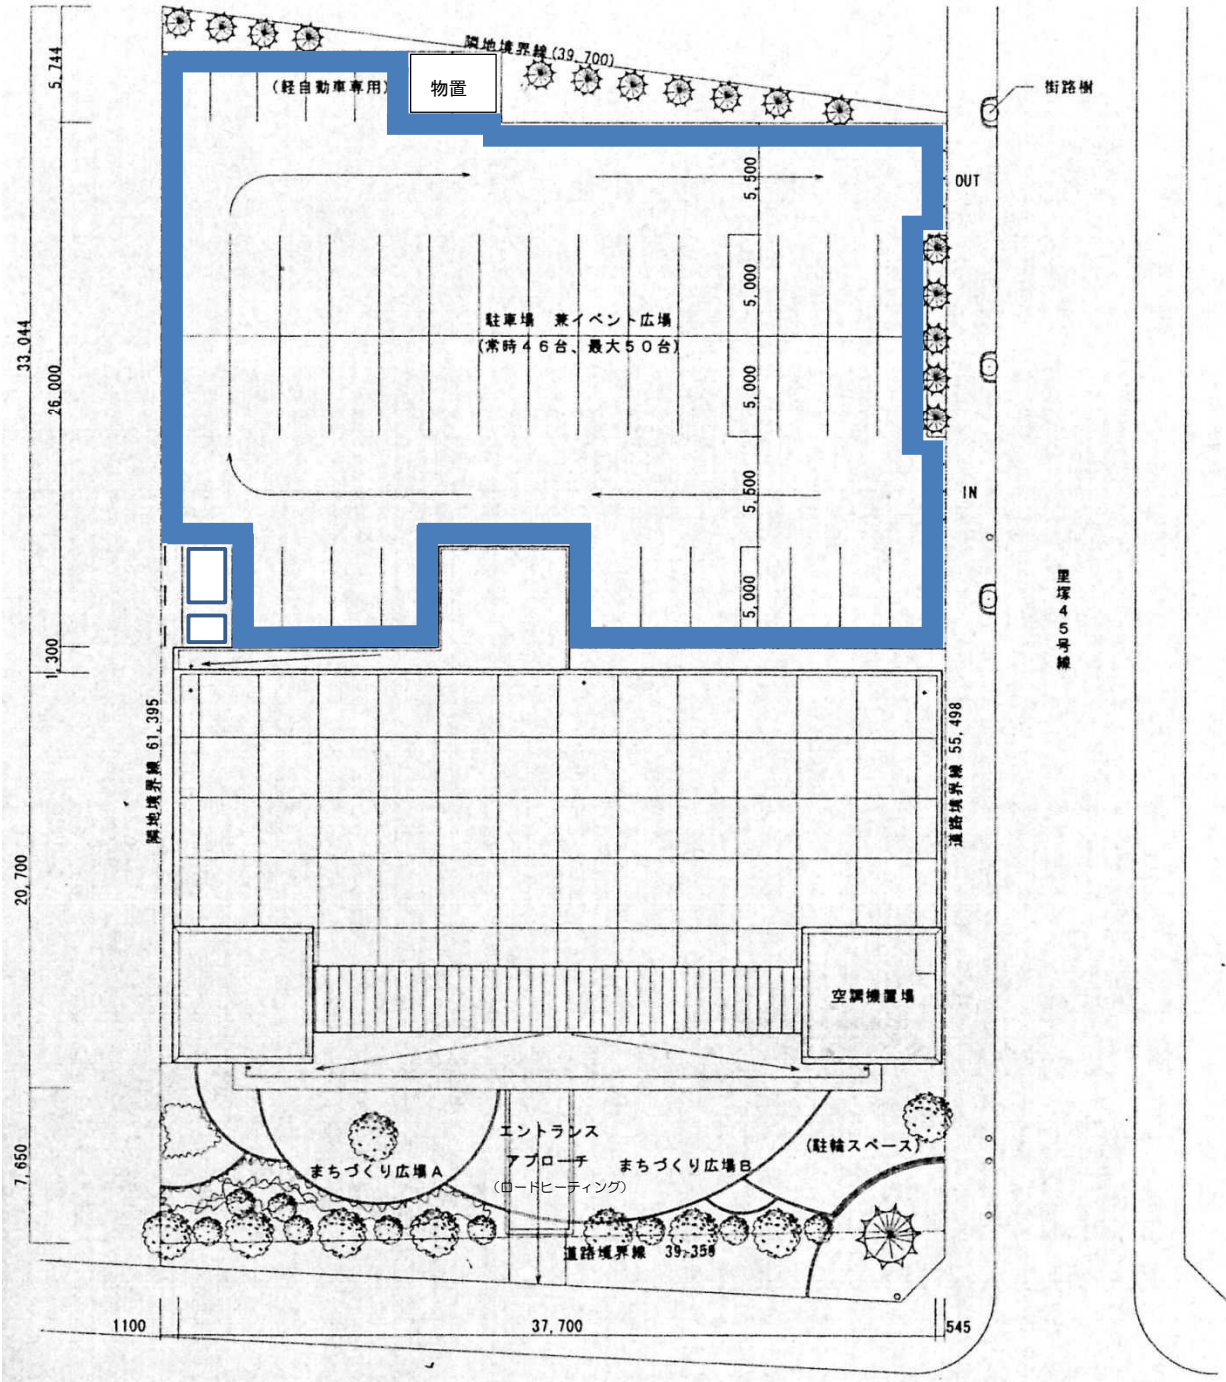 隣地境界線(39,700)
5,744
(軽自動車専用)
物置
街路樹
OUT
5,500
5,000
駐車場 兼イベント広場
(常時46台、最大50台)
33,044
26,000
5,000
5,500
IN
5,000
里塚45号線
1,300
隣地境界線 61,395
道路境界線 55,498
20,700
空調機置場
7,650
エントランス
アプローチ
(ロードヒーティング)
まちづくり広場A
まちづくり広場B
(駐輪スペース)
道路境界線 39,359
1100
37,700
545